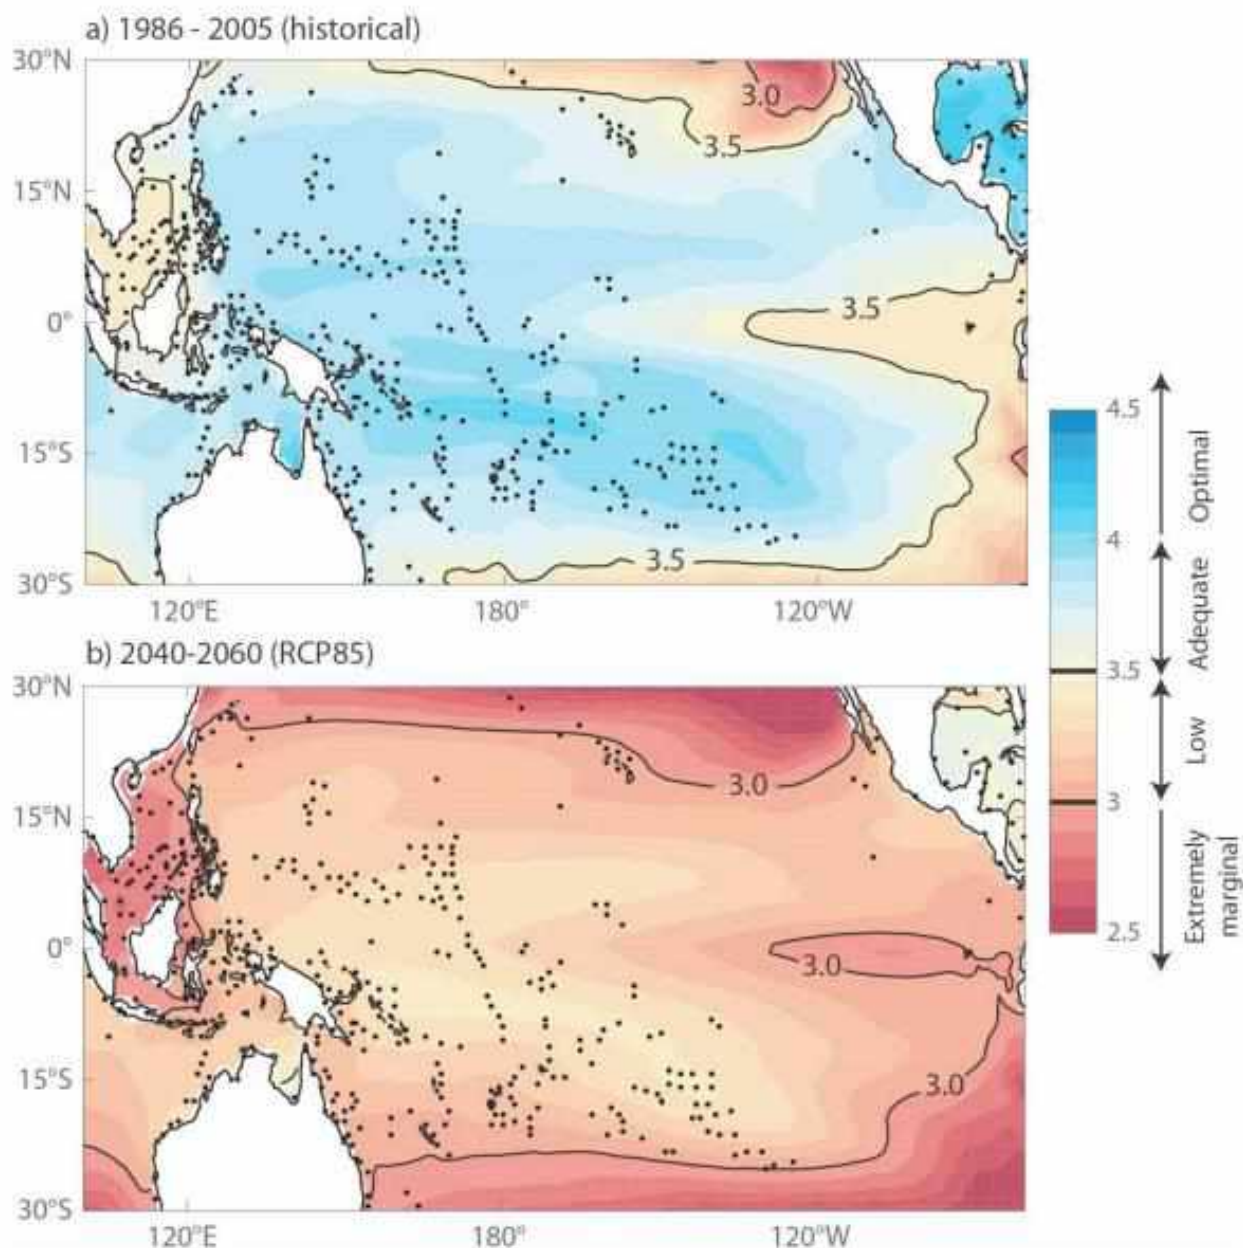 a) 1986 - 2005 (historical)
30°N
3.0
3.5
15°N
3.5
0°
15°S
3.5
30°S
120°E
180°
120°W
4.5
Optimal
4
Adequate
3.5
Low
3
Extremely
marginal
2.5
b) 2040-2060 (RCP85)
30°N
3.0
15°N
0°
3.0
15°S
3.0
30°S
120°E
180°
120°W